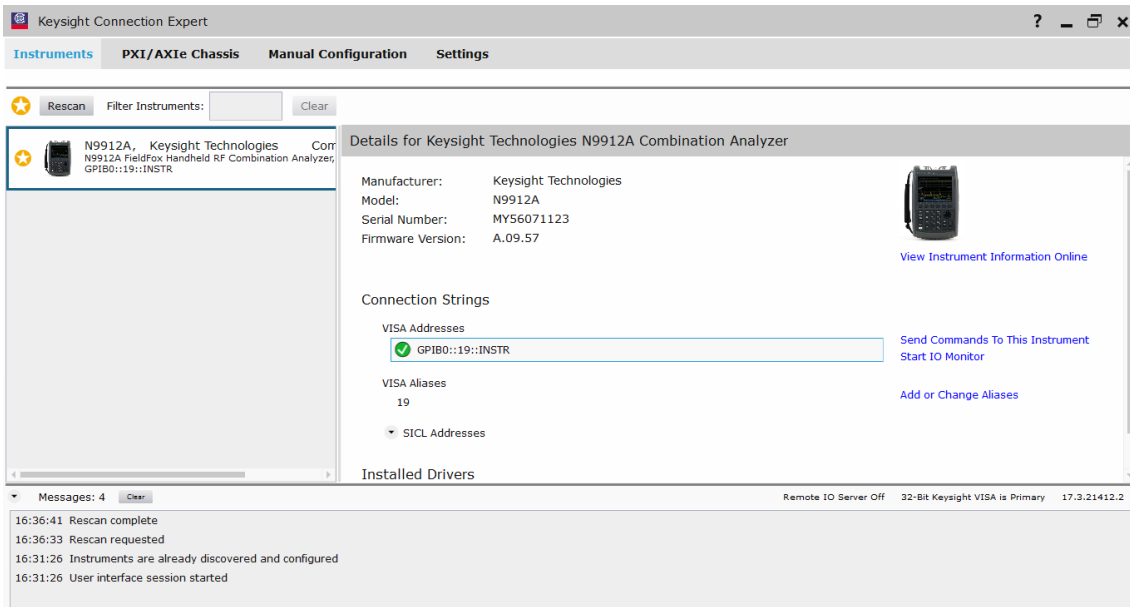 Keysight Connection Expert
Instruments PXI/AXIe Chassis Manual Configuration Settings
Rescan Filter Instruments: Clear
N9912A, Keysight Technologies Com
N9912A FieldFox Handheld RF Combination Analyzer,
GPIB0::19::INSTR
Details for Keysight Technologies N9912A Combination Analyzer
Manufacturer: Keysight Technologies
Model: N9912A
Serial Number: MY56071123
Firmware Version: A.09.57
View Instrument Information Online
Connection Strings
VISA Addresses
GPIB0::19::INSTR
Send Commands To This Instrument
Start IO Monitor
VISA Aliases
19
Add or Change Aliases
SICL Addresses
Installed Drivers
Messages: 4 Clear Remote IO Server Off 32-Bit Keysight VISA is Primary 17.3.21412.2
16:36:41 Rescan complete
16:36:33 Rescan requested
16:31:26 Instruments are already discovered and configured
16:31:26 User interface session started